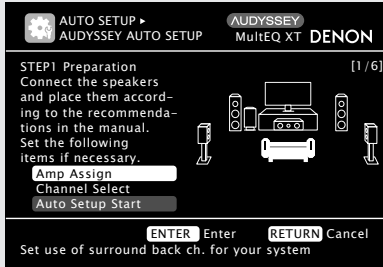 AUTO SETUP ▸
AUDYSSEY AUTO SETUP
AUDYSSEY
MultEQ XT DENON
STEP1 Preparation
[1/6]
Connect the speakers
and place them accord-
ing to the recommenda-
tions in the manual.
Set the following
items if necessary.
Amp Assign
Channel Select
Auto Setup Start
ENTER Enter RETURN Cancel
Set use of surround back ch. for your system